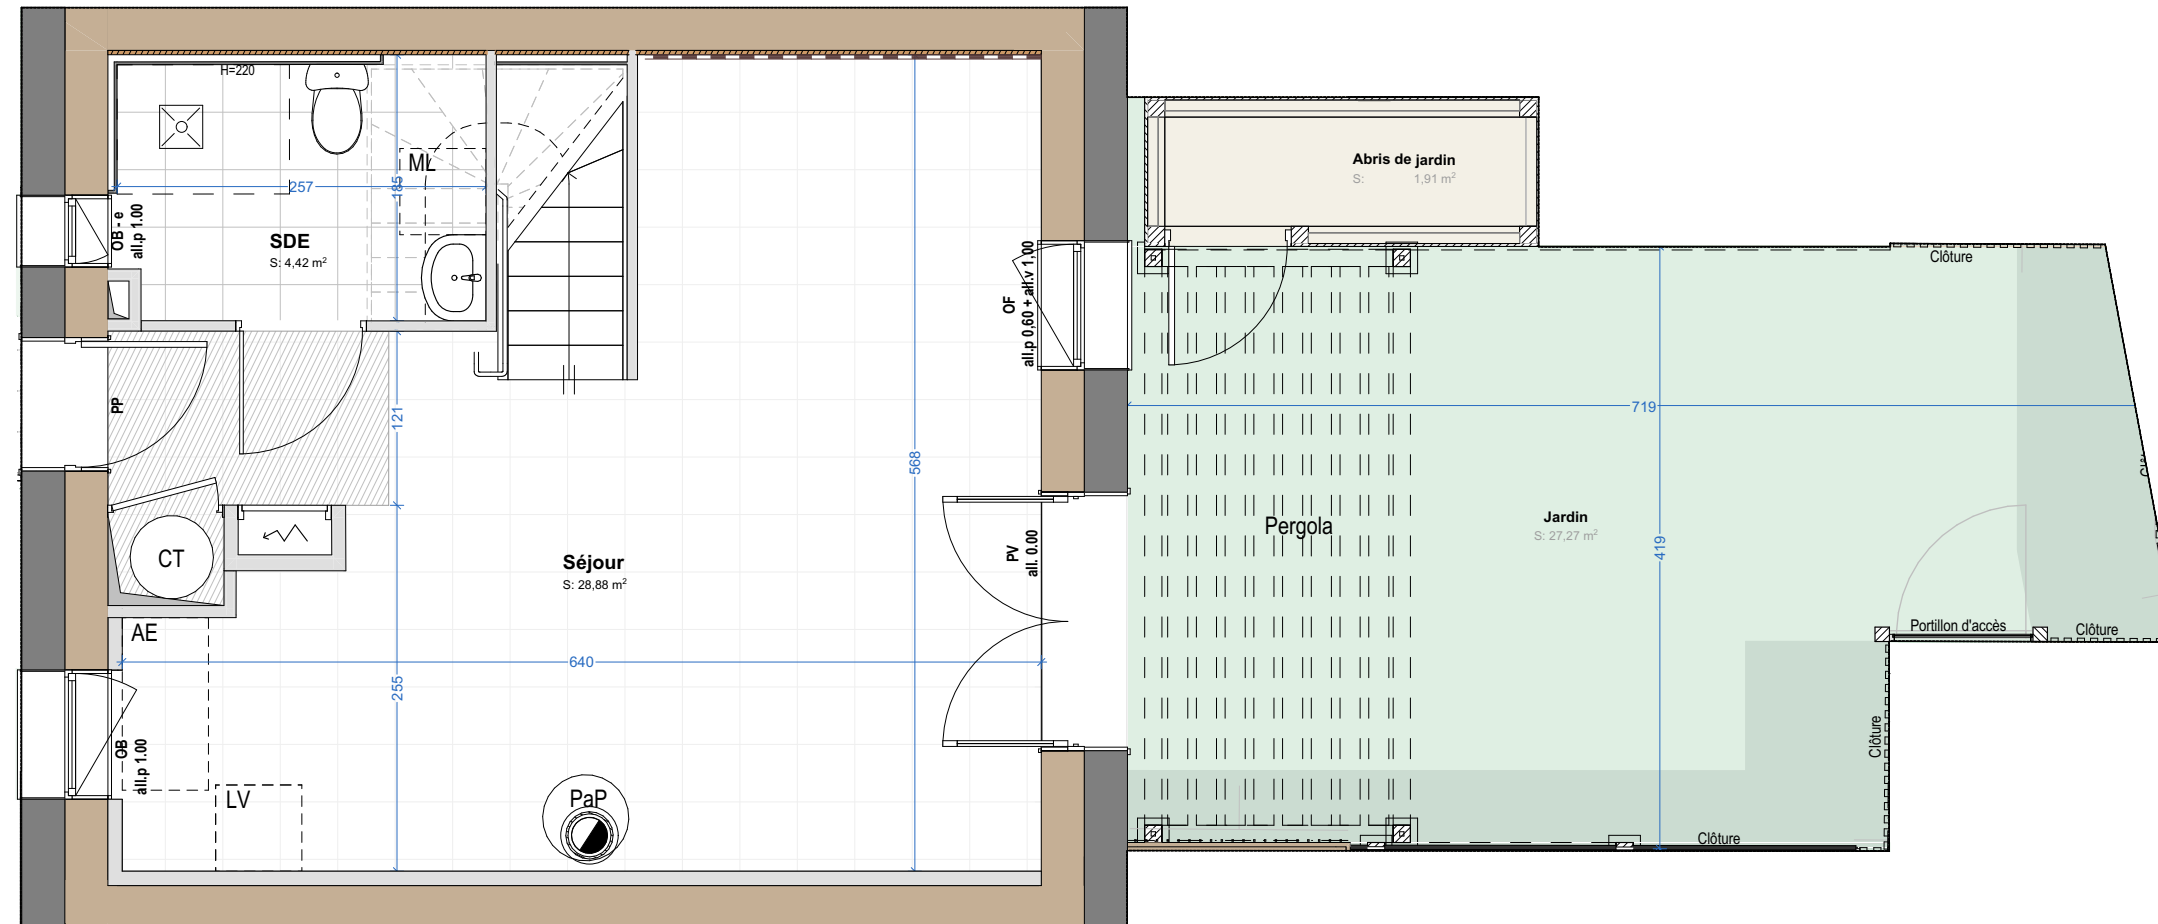 H=220
ML
257
185
OB - e
all.p 1.00
SDE
S: 4,42 m²
Abris de jardin
S: 1,91 m²
OF
all.p 0,60 + all.v 1,00
Clôture
PP
121
719
568
Pergola
Jardin
S: 27,27 m²
419
CT
Séjour
S: 28,88 m²
PV
all. 0.00
AE
Portillon d'accès
Clôture
640
255
OB
all.p 1.00
LV
PaP
Clôture
Clôture